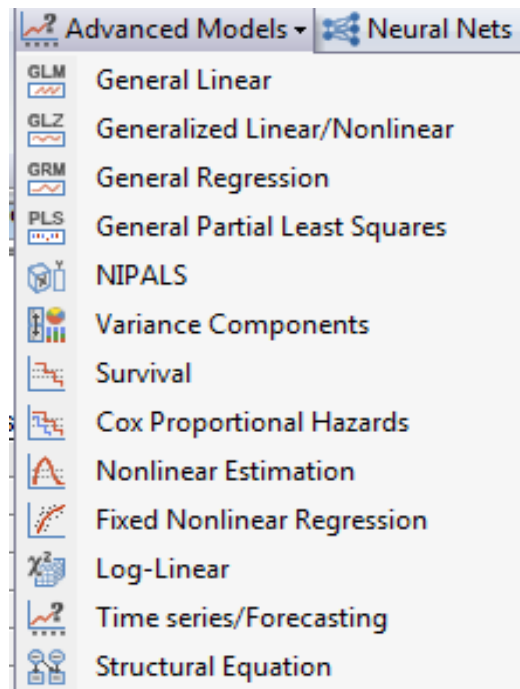 Advanced Models Neural Nets
GLM General Linear
GLZ Generalized Linear/Nonlinear
GRM General Regression
PLS General Partial Least Squares
NIPALS
Variance Components
Survival
Cox Proportional Hazards
Nonlinear Estimation
Fixed Nonlinear Regression
χ² Log-Linear
Time series/Forecasting
Structural Equation